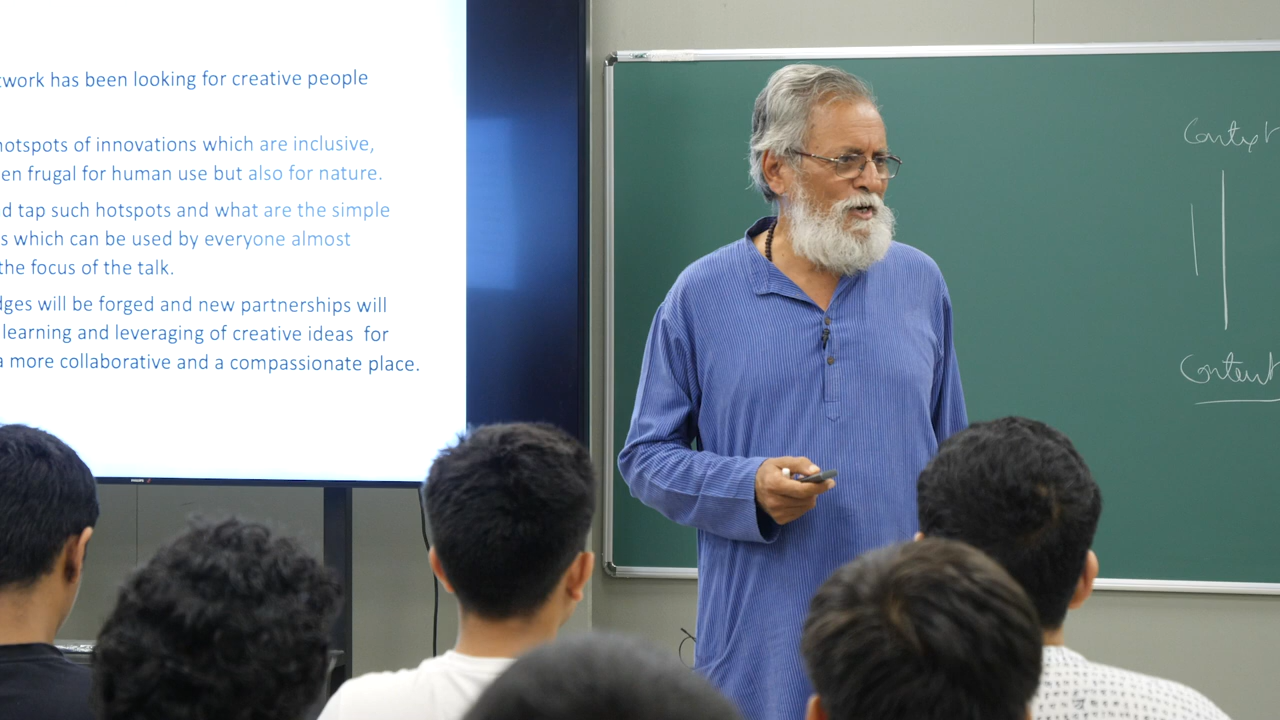 twork has been looking for creative people
hotspots of innovations which are inclusive,
en frugal for human use but also for nature.
d tap such hotspots and what are the simple
s which can be used by everyone almost
the focus of the talk.
dges will be forged and new partnerships will
learning and leveraging of creative ideas for
a more collaborative and a compassionate place.
Context
Content